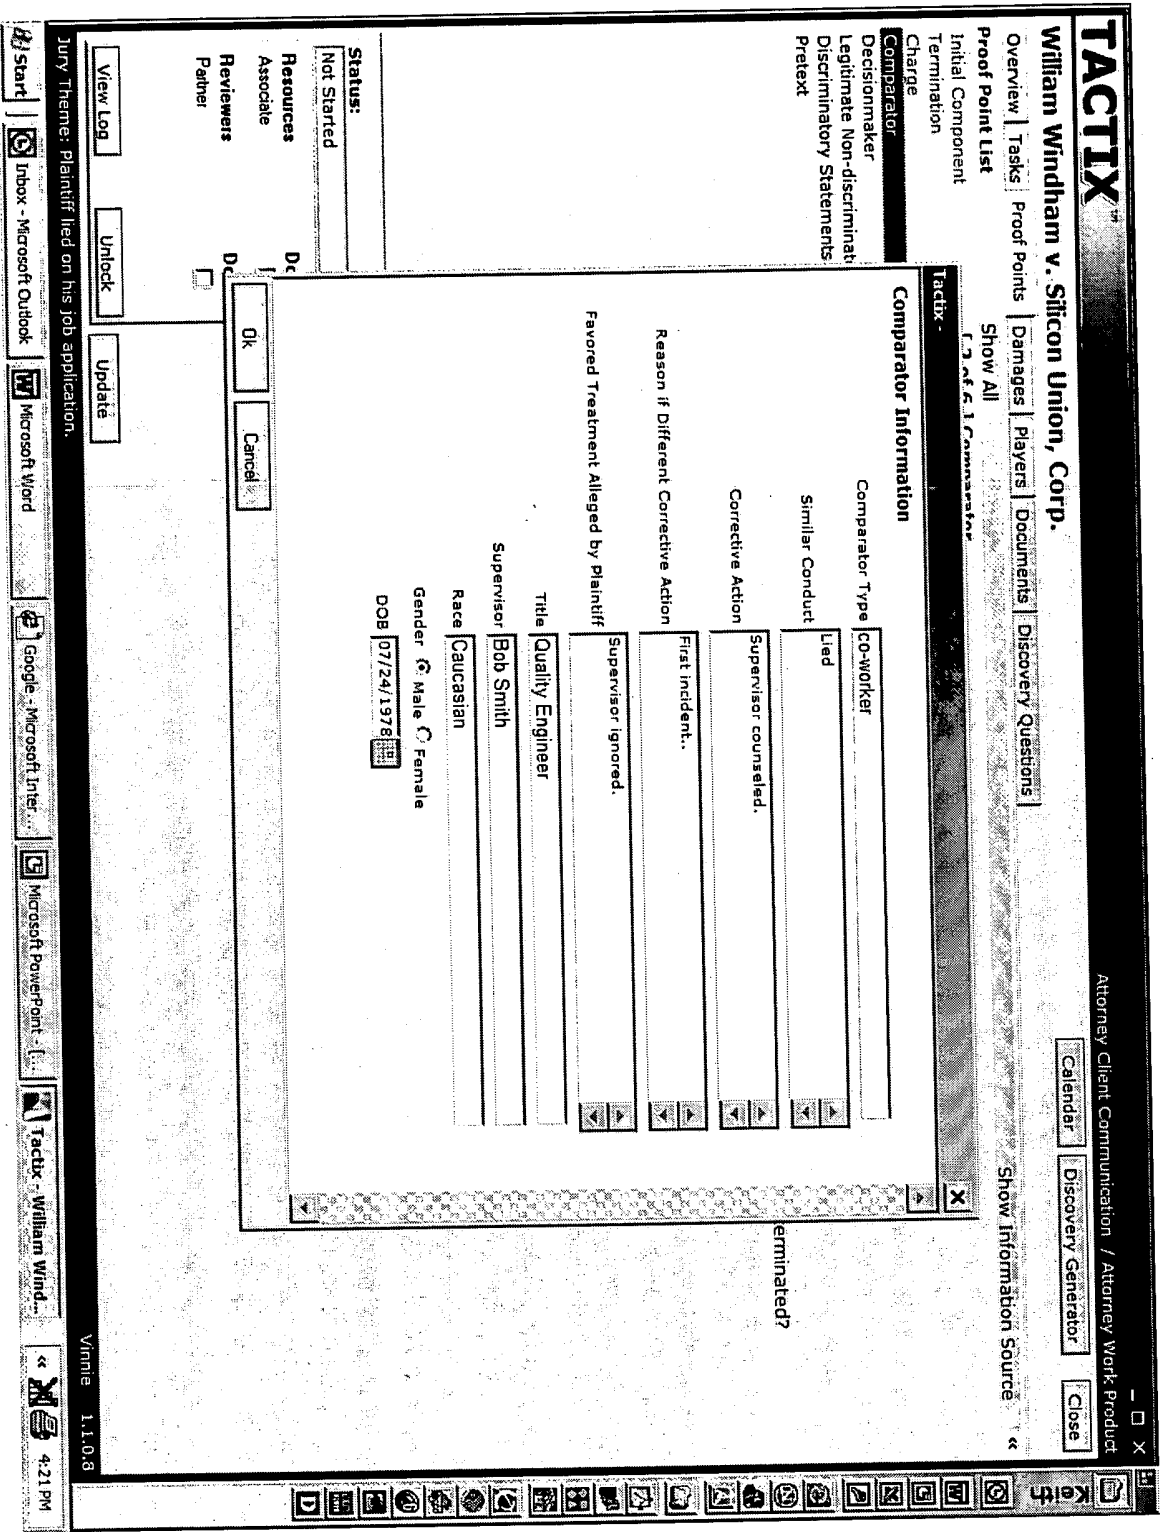 TACTIX
Attorney Client Communication / Attorney Work Product
William Windham v. Silicon Union, Corp.
Calendar Discovery Generator Close
Overview Tasks Proof Points Damages Players Documents Discovery Questions
Proof Point List Show All Show Information Source «
Initial Component
Termination
Charge
Comparator
Decisionmaker
Legitimate Non-discriminati
Discriminatory Statements
Pretext
erminated?
Tactix -
Comparator Information
Comparator Type co-worker
Similar Conduct Lied
Corrective Action Supervisor counseled.
Reason if Different Corrective Action First incident..
Favored Treatment Alleged by Plaintiff Supervisor ignored.
Title Quality Engineer
Supervisor Bob Smith
Race Caucasian
Gender Male Female
DOB 07/24/1978
Ok Cancel
Status:
Not Started
Resources Dc
Associate
Reviewers Dc
Partner
View Log Unlock Update
Jury Theme: Plaintiff lied on his job application. Vinnie 1.1.0.8
Start Inbox - Microsoft Outlook Microsoft Word Google - Microsoft Inter... Microsoft PowerPoint - [... Tactix - William Wind... « 4:21 PM
Keith